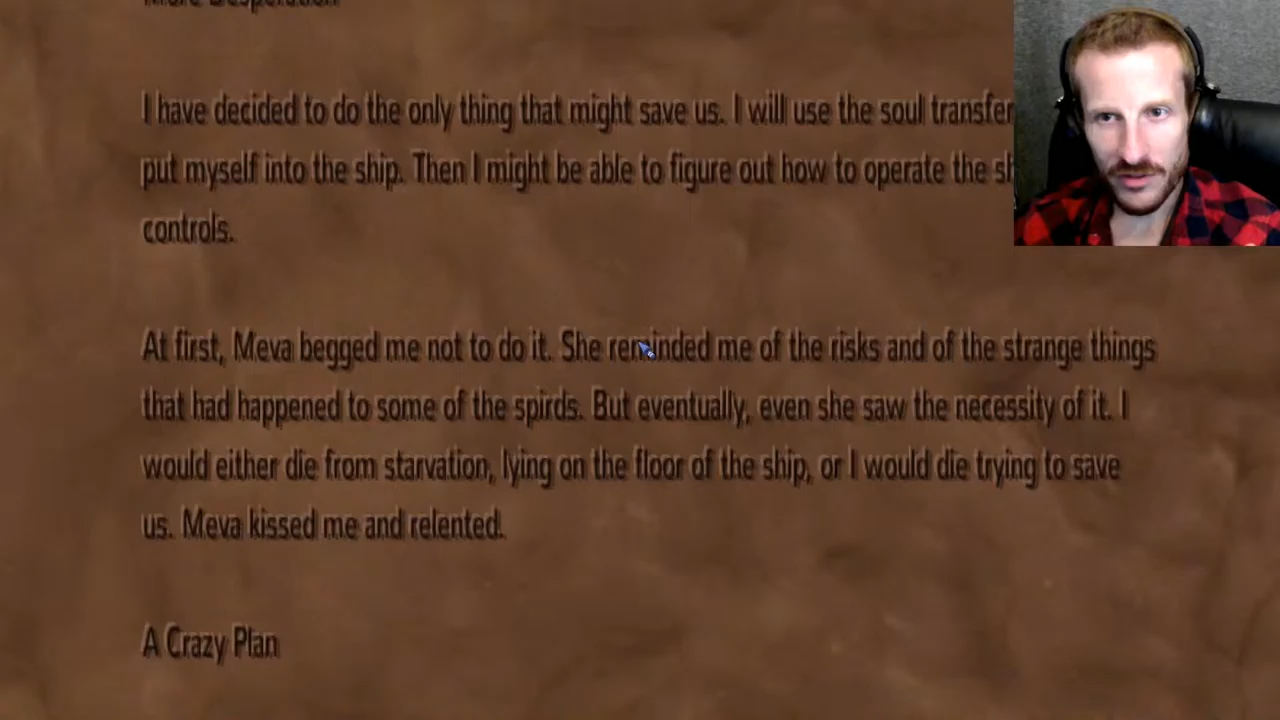 More Desperation
I have decided to do the only thing that might save us. I will use the soul transfer
put myself into the ship. Then I might be able to figure out how to operate the
controls.
At first, Meva begged me not to do it. She reminded me of the risks and of the strange things
that had happened to some of the spirds. But eventually, even she saw the necessity of it. I
would either die from starvation, lying on the floor of the ship, or I would die trying to save
us. Meva kissed me and relented.
A Crazy Plan